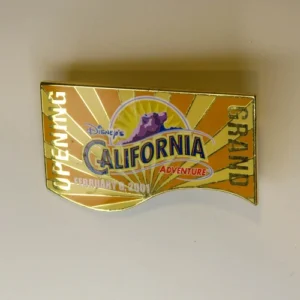 GRAND
OPENING
Disney's
CALIFORNIA
ADVENTURE
FEBRUARY 8, 2001